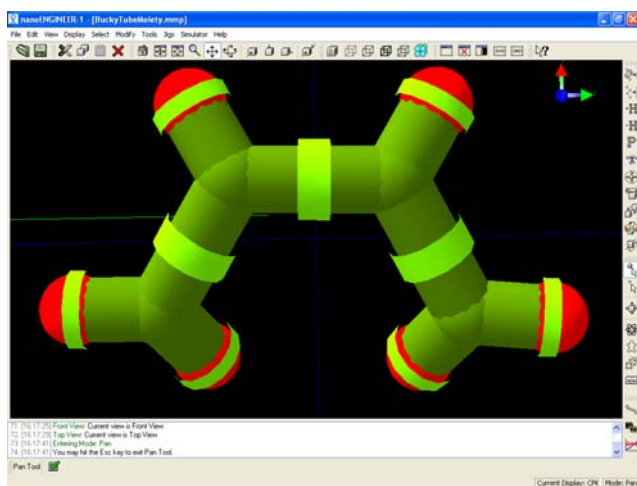 nanoENGINEER-1 - [BuckyTubeMoiety.mmp]
File Edit View Display Select Modify Tools Jigs Simulator Help
71. [16:17:25] Front View: Current view is Front View
72. [16:17:29] Top View: Current view is Top View
73. [16:17:41] Entering Mode: Pan
74. [16:17:41] You may hit the Esc key to exit Pan Tool.
Pan Tool
Current Display: CPK Mode: Pan